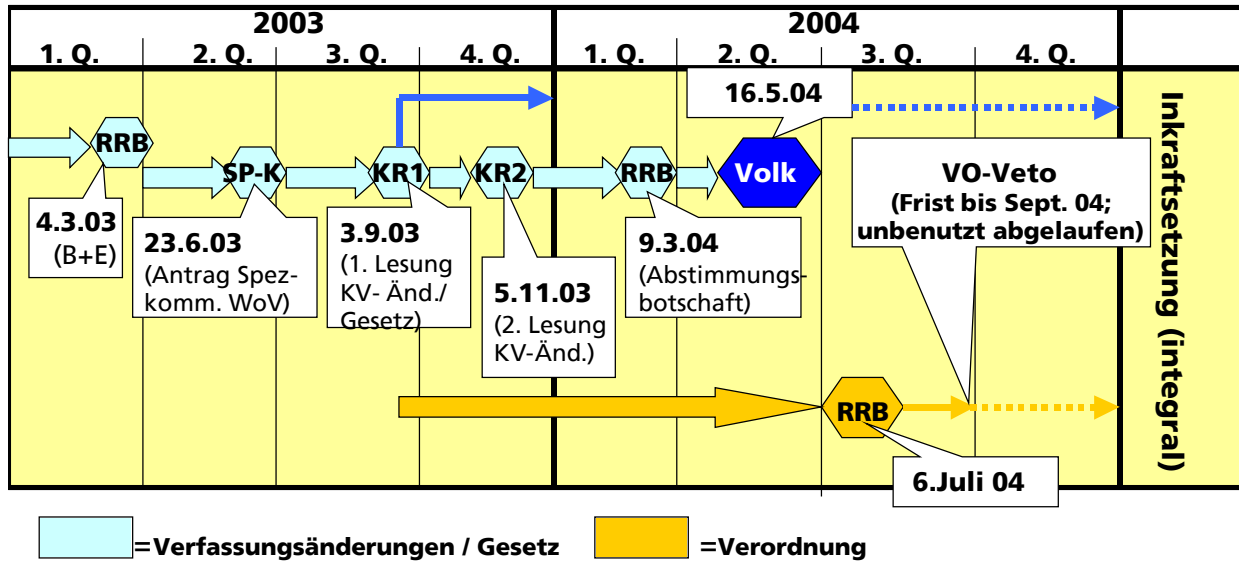 2003
2004
1. Q.
2. Q.
3. Q.
4. Q.
1. Q.
2. Q.
3. Q.
4. Q.
16.5.04
RRB
SP-K
KR1
KR2
RRB
Volk
VO-Veto
(Frist bis Sept. 04;
unbenutzt abgelaufen)
4.3.03
(B+E)
23.6.03
(Antrag Spez-
komm. WoV)
3.9.03
(1. Lesung
KV- Änd./
Gesetz)
5.11.03
(2. Lesung
KV-Änd.)
9.3.04
(Abstimmungs-
botschaft)
RRB
6.Juli 04
Inkraftsetzung (integral)
=Verfassungsänderungen / Gesetz
=Verordnung